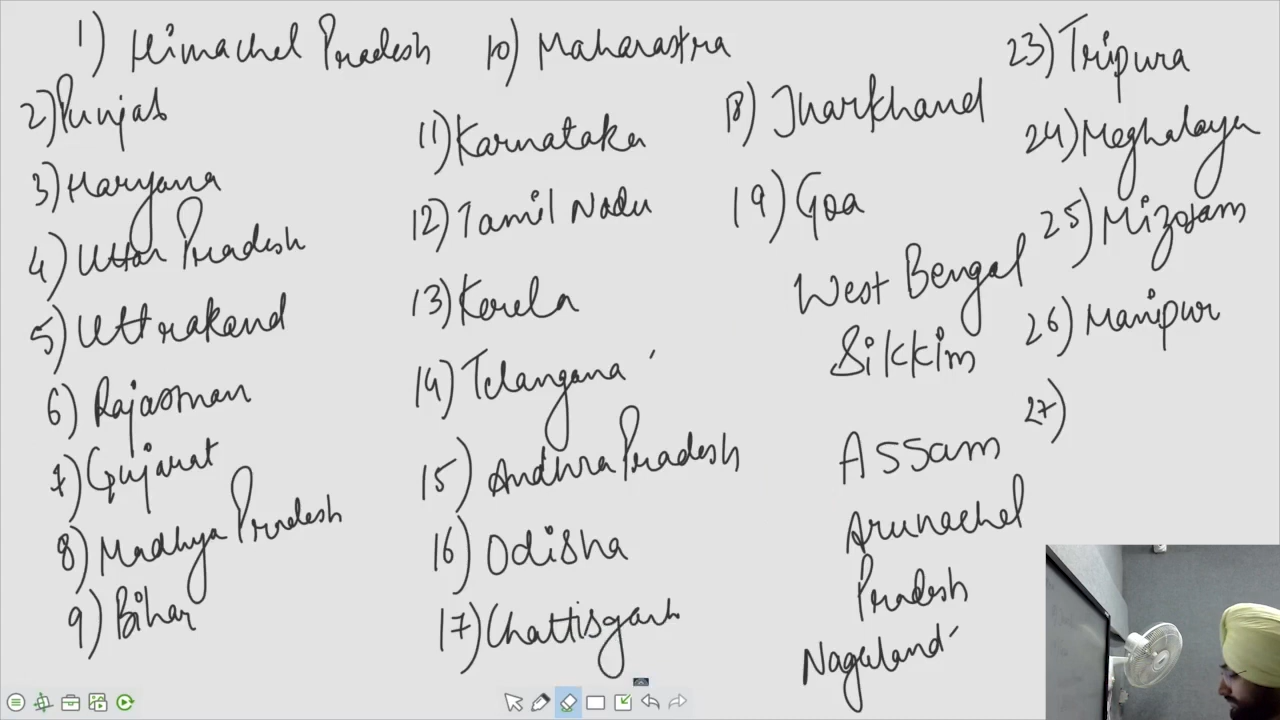 1) Himachel Pradesh
2) Punjab
3) Haryana
4) Uttar Pradesh
5) Uttrakand
6) Rajasthan
7) Gujarat
8) Madhya Pradesh
9) Bihar
10) Maharastra
11) Karnataka
12) Tamil Nadu
13) Kerela
14) Telangana
15) Andhra Pradesh
16) Odisha
17) Chattisgarh
18) Jharkhand
19) Goa
West Bengal
Sikkim
Assam
Arunachel
Pradesh
Nagaland
23) Tripura
24) Meghalaya
25) Mizoram
26) Manipur
27)